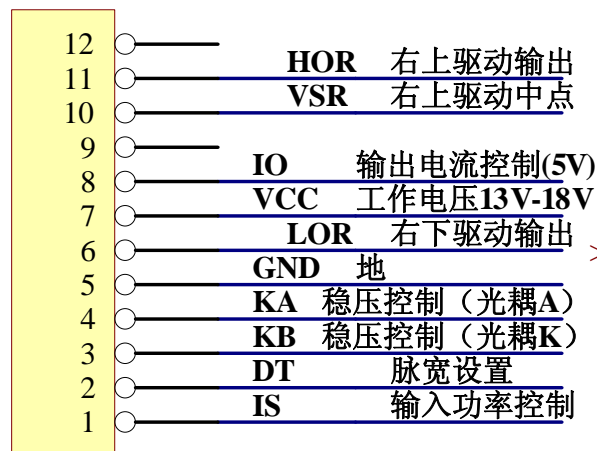 12
11 HOR 右上驱动输出
10 VSR 右上驱动中点
9
8 IO 输出电流控制(5V)
7 VCC 工作电压13V-18V
6 LOR 右下驱动输出
5 GND 地
4 KA 稳压控制（光耦A）
3 KB 稳压控制（光耦K）
2 DT 脉宽设置
1 IS 输入功率控制